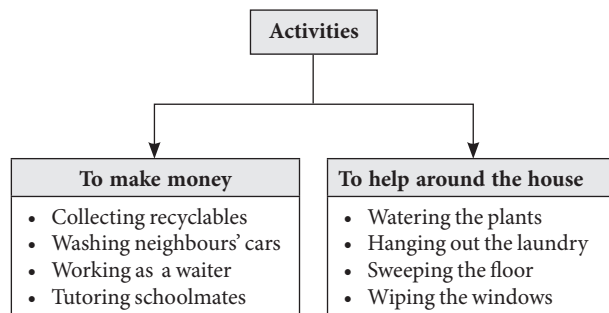 Activities
To make money
• Collecting recyclables
• Washing neighbours' cars
• Working as a waiter
• Tutoring schoolmates
To help around the house
• Watering the plants
• Hanging out the laundry
• Sweeping the floor
• Wiping the windows